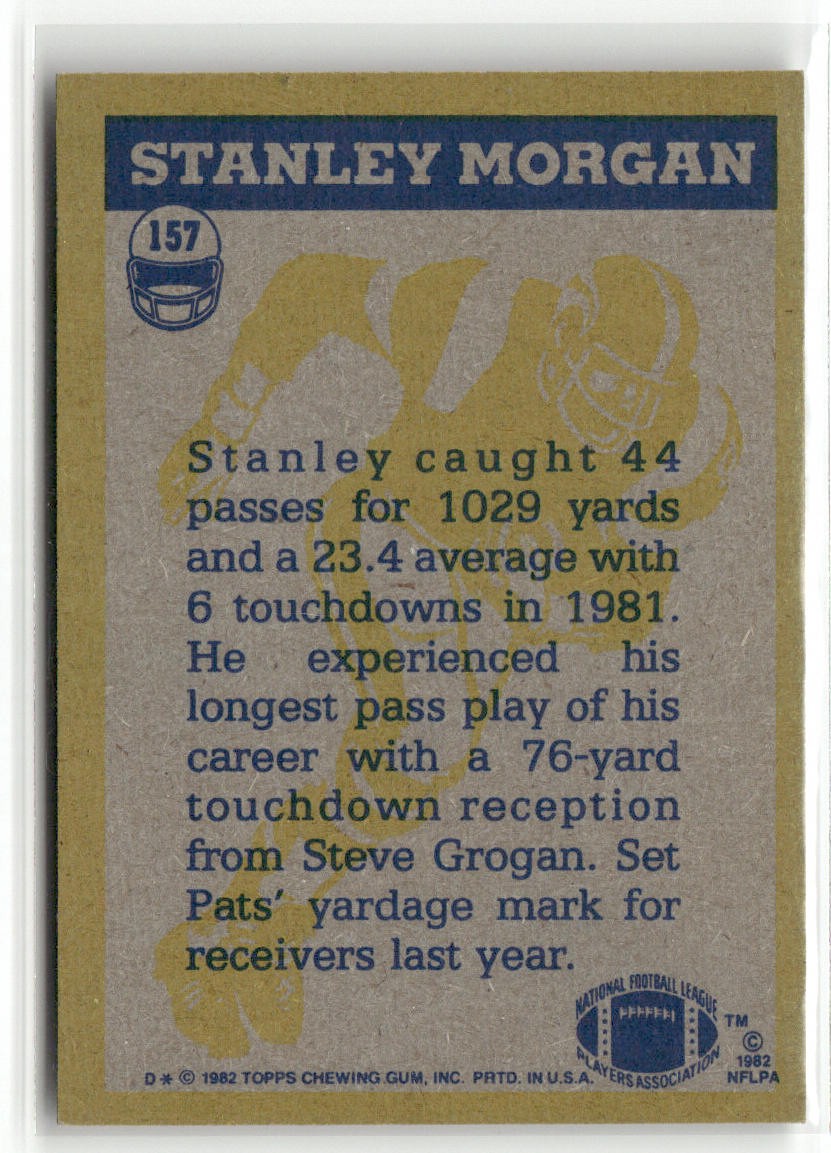 STANLEY MORGAN
157
Stanley caught 44
passes for 1029 yards
and a 23.4 average with
6 touchdowns in 1981.
He experienced his
longest pass play of his
career with a 76-yard
touchdown reception
from Steve Grogan. Set
Pats' yardage mark for
receivers last year.
NATIONAL FOOTBALL LEAGUE
PLAYERS ASSOCIATION
TM
©
1982
NFLPA
D * © 1982 TOPPS CHEWING GUM, INC. PRTD. IN U.S.A.